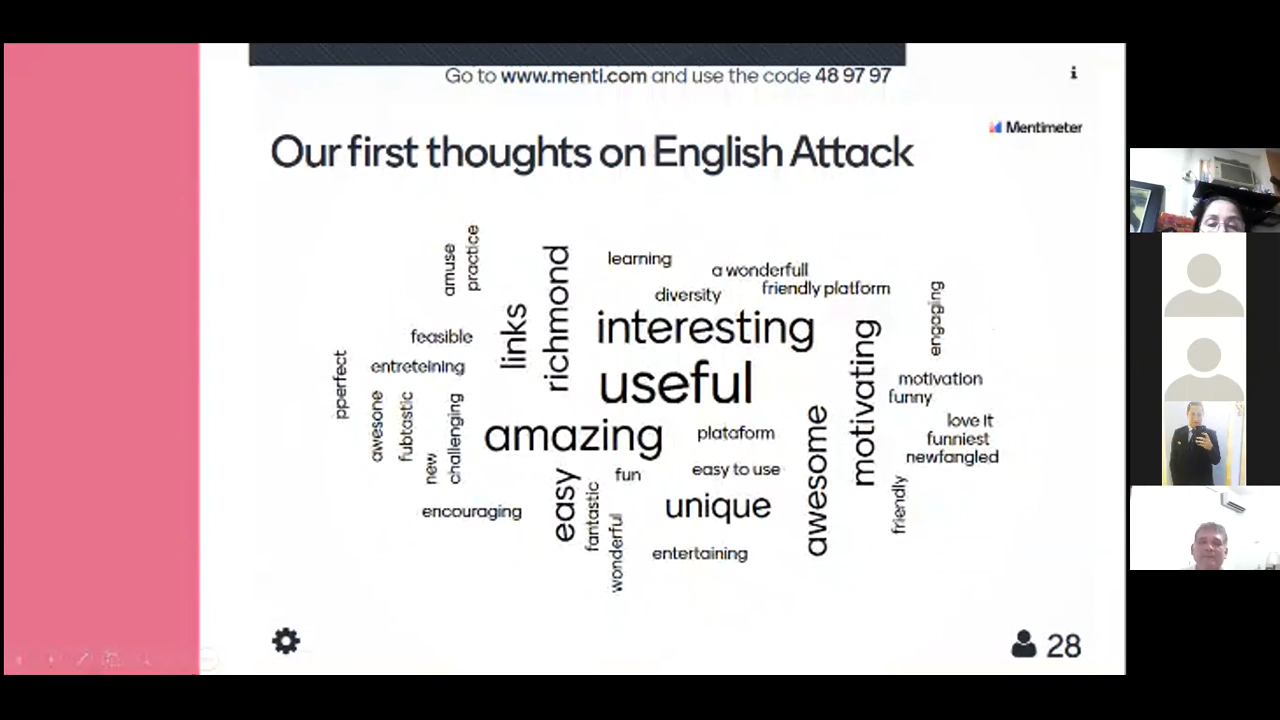 Go to www.menti.com and use the code 48 97 97
i
Mentimeter
Our first thoughts on English Attack
amuse
practice
richmond
learning
a wonderfull
diversity
friendly platform
engaging
links
interesting
motivating
feasible
pperfect
entreteining
useful
motivation
funny
awesone
fubtastic
challenging
amazing
plataform
awesome
love it
funniest
newfangled
new
easy
fun
easy to use
fantastic
unique
friendly
encouraging
wonderful
entertaining
28